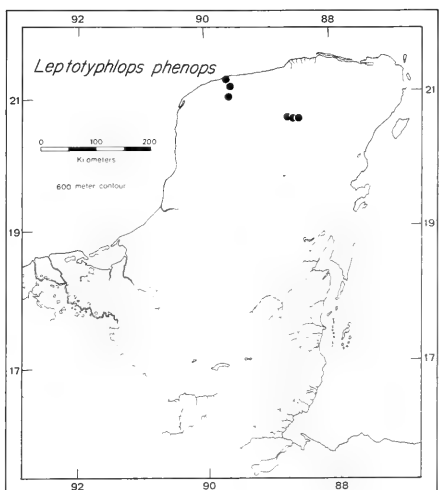 92 90 88
Leptotyphlops phenops
21 21
0 100 200
Kilometers
600 meter contour
19 19
17 17
92 90 88